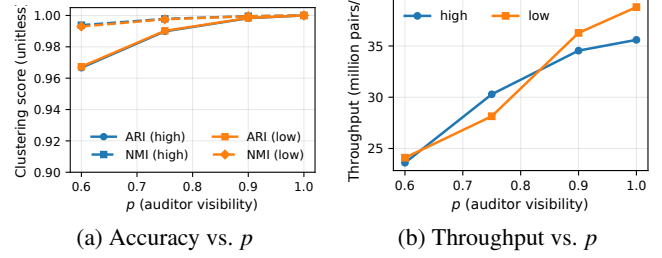 Clustering score (unitless)
1.00
0.98
0.96
0.94
0.92
0.90
ARI (high)
NMI (high)
ARI (low)
NMI (low)
0.6 0.7 0.8 0.9 1.0
p (auditor visibility)
(a) Accuracy vs. p
Throughput (million pairs/
35
30
25
high
low
0.6 0.7 0.8 0.9 1.0
p (auditor visibility)
(b) Throughput vs. p